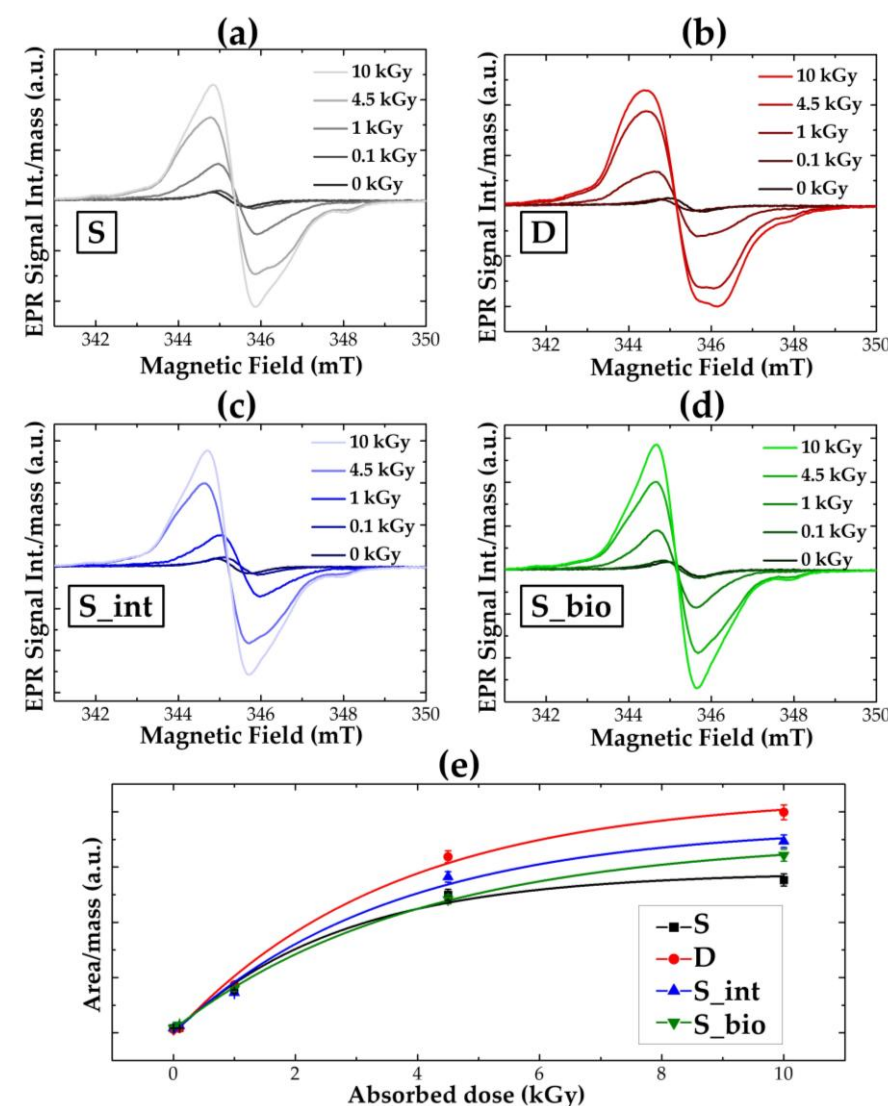 (a)
EPR Signal Int./mass (a.u.)
10 kGy
4.5 kGy
1 kGy
0.1 kGy
0 kGy
S
342 344 346 348 350
Magnetic Field (mT)
(b)
EPR Signal Int./mass (a.u.)
10 kGy
4.5 kGy
1 kGy
0.1 kGy
0 kGy
D
342 344 346 348 350
Magnetic Field (mT)
(c)
EPR Signal Int./mass (a.u.)
10 kGy
4.5 kGy
1 kGy
0.1 kGy
0 kGy
S_int
342 344 346 348 350
Magnetic Field (mT)
(d)
EPR Signal Int./mass (a.u.)
10 kGy
4.5 kGy
1 kGy
0.1 kGy
0 kGy
S_bio
342 344 346 348 350
Magnetic Field (mT)
(e)
Area/mass (a.u.)
S
D
S_int
S_bio
0 2 4 6 8 10
Absorbed dose (kGy)